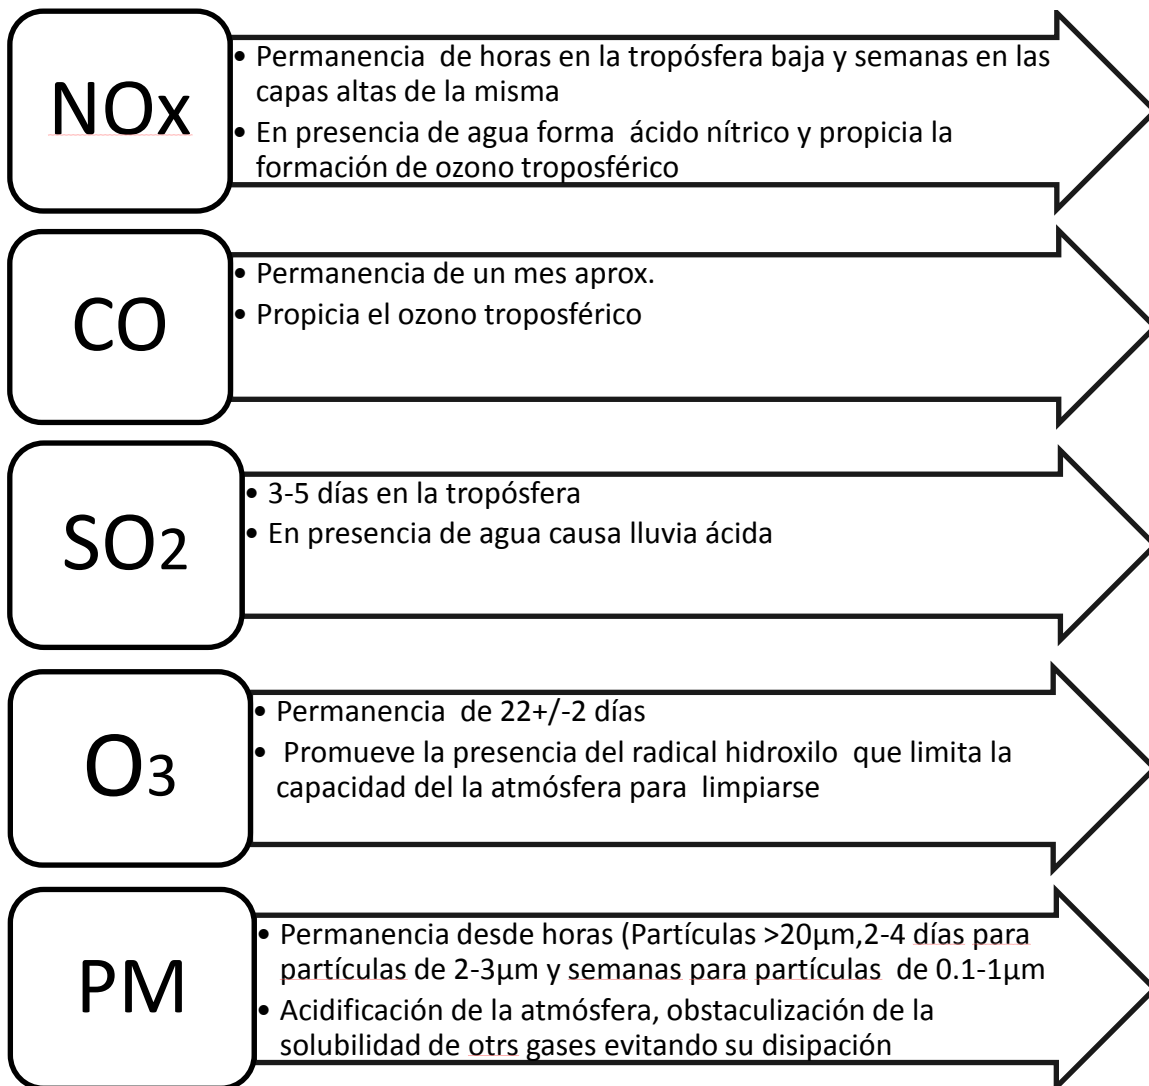 NOx
• Permanencia de horas en la tropósfera baja y semanas en las
capas altas de la misma
• En presencia de agua forma ácido nítrico y propicia la
formación de ozono troposférico
CO
• Permanencia de un mes aprox.
• Propicia el ozono troposférico
SO2
• 3-5 días en la tropósfera
• En presencia de agua causa lluvia ácida
O3
• Permanencia de 22+/-2 días
• Promueve la presencia del radical hidroxilo que limita la
capacidad del la atmósfera para limpiarse
PM
• Permanencia desde horas (Partículas >20µm,2-4 días para
partículas de 2-3µm y semanas para partículas de 0.1-1µm
• Acidificación de la atmósfera, obstaculización de la
solubilidad de otrs gases evitando su disipación